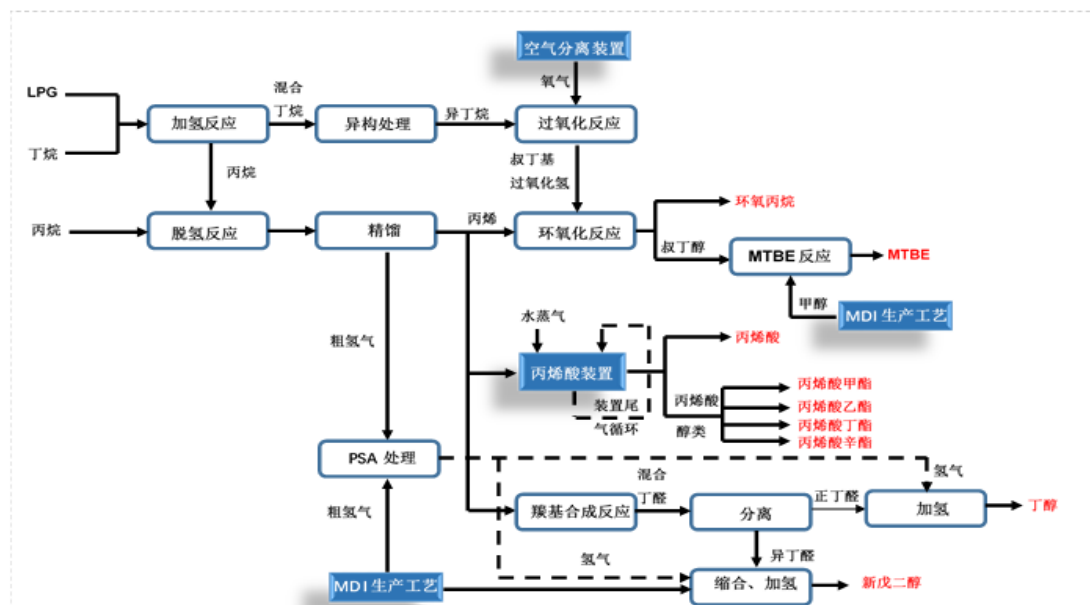 空气分离装置
氧气
LPG
混合
丁烷
异丁烷
加氢反应
异构处理
过氧化反应
丁烷
丙烷
叔丁基
过氧化氢
丙烷
脱氢反应
精馏
丙烯
环氧化反应
环氧丙烷
叔丁醇
MTBE 反应
MTBE
甲醇
MDI 生产工艺
水蒸气
粗氢气
丙烯酸装置
丙烯酸
装置尾
气循环
丙烯酸
醇类
丙烯酸甲酯
丙烯酸乙酯
丙烯酸丁酯
丙烯酸辛酯
PSA 处理
氢气
粗氢气
混合
丁醛
羰基合成反应
分离
正丁醛
加氢
丁醇
氢气
异丁醛
MDI 生产工艺
缩合、加氢
新戊二醇